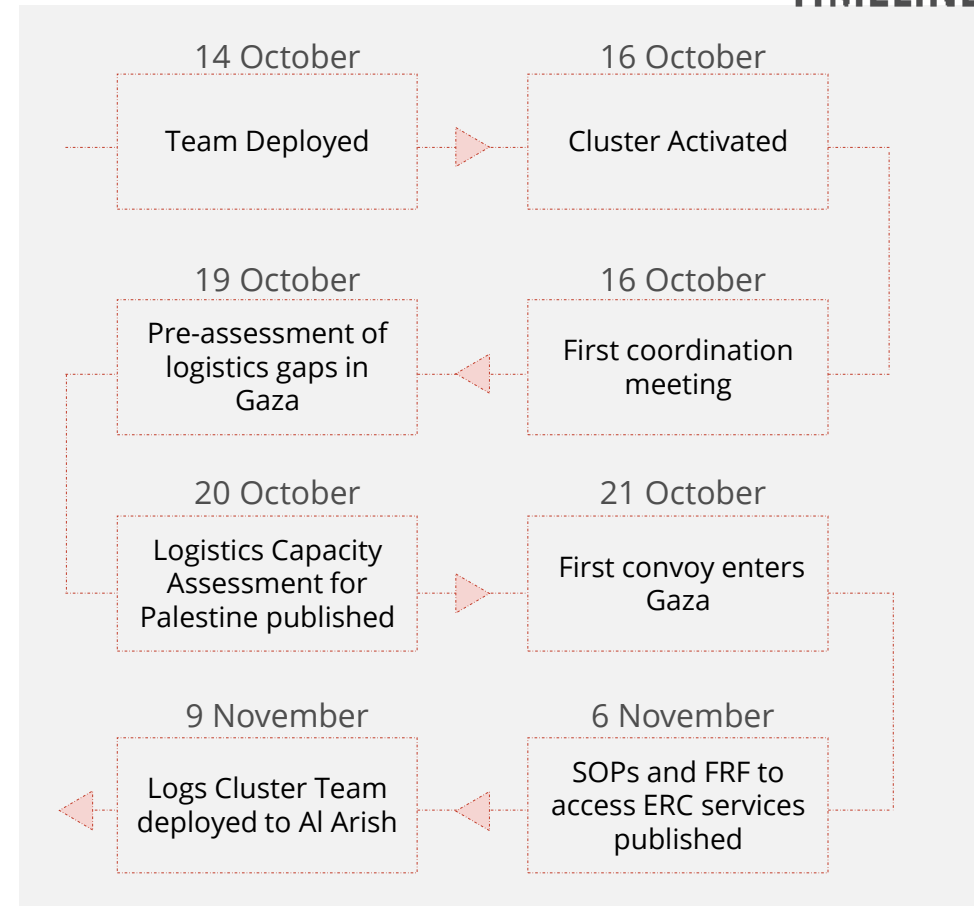 14 October
Team Deployed
16 October
Cluster Activated
16 October
First coordination
meeting
19 October
Pre-assessment of
logistics gaps in
Gaza
20 October
Logistics Capacity
Assessment for
Palestine published
21 October
First convoy enters
Gaza
6 November
SOPs and FRF to
access ERC services
published
9 November
Logs Cluster Team
deployed to Al Arish